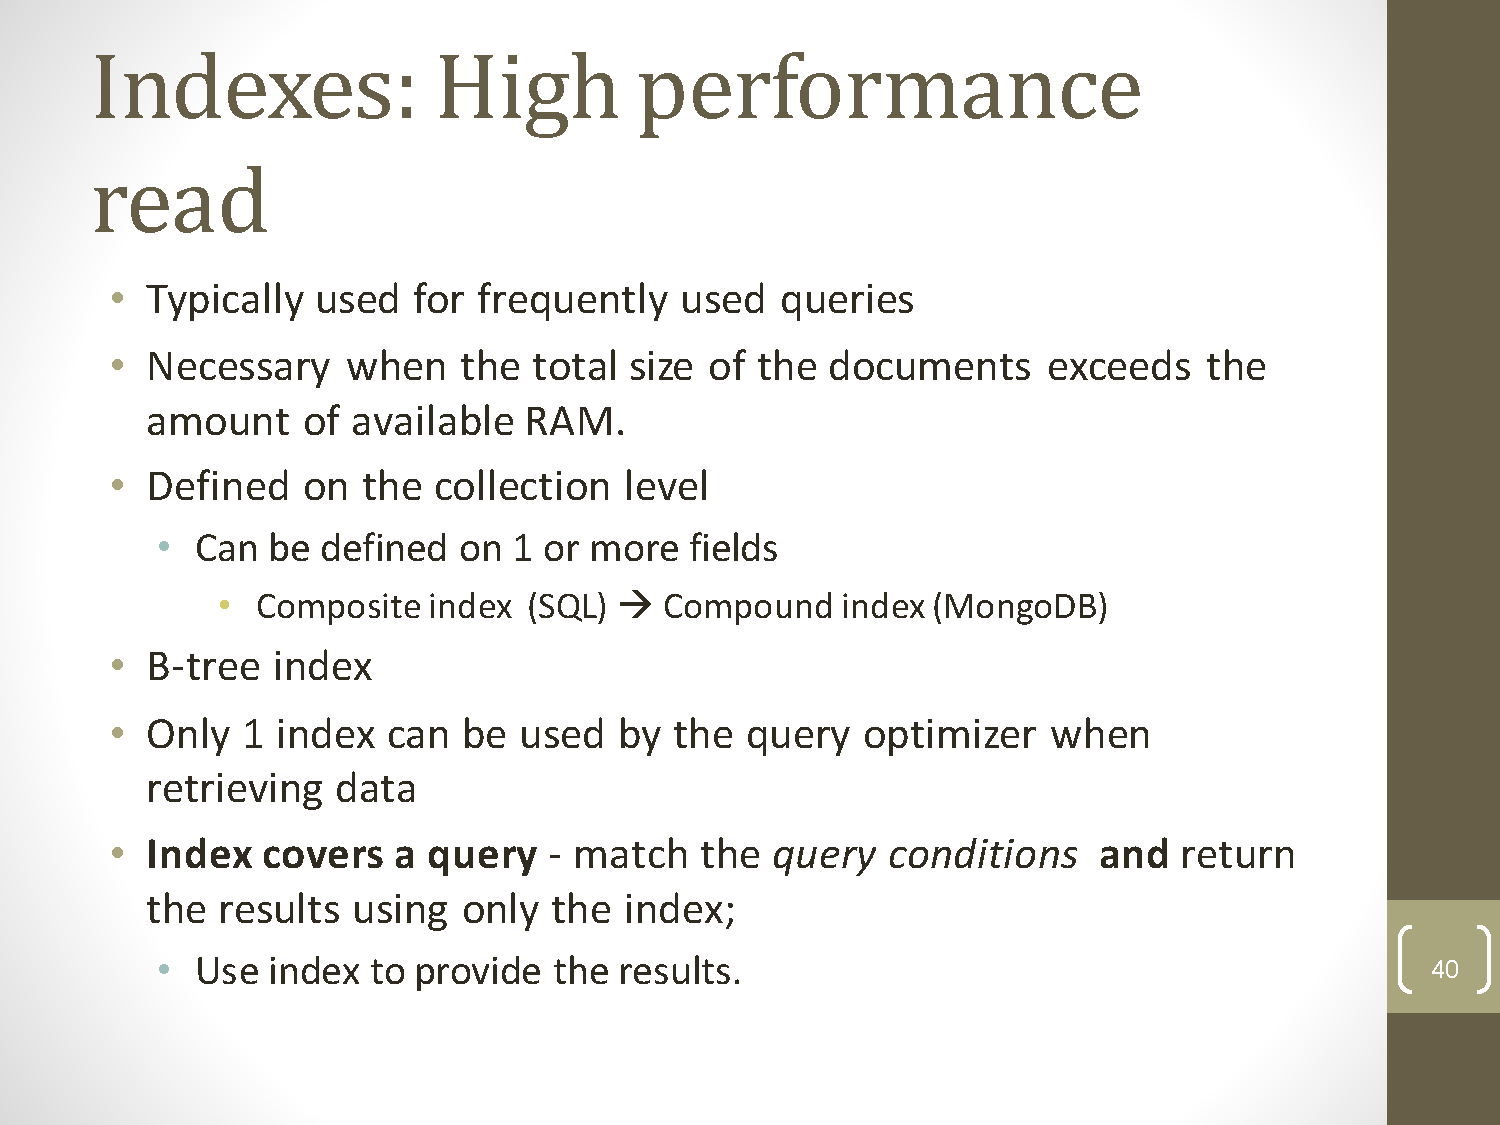 Indexes: High performance
read
• Typically used for frequently used queries
• Necessary when the total size of the documents exceeds the
amount of available RAM.
• Defined on the collection level
• Can be defined on 1 or more fields
• Composite index (SQL) → Compound index (MongoDB)
• B-tree index
• Only 1 index can be used by the query optimizer when
retrieving data
• Index covers a query - match the query conditions and return
the results using only the index;
• Use index to provide the results.
40